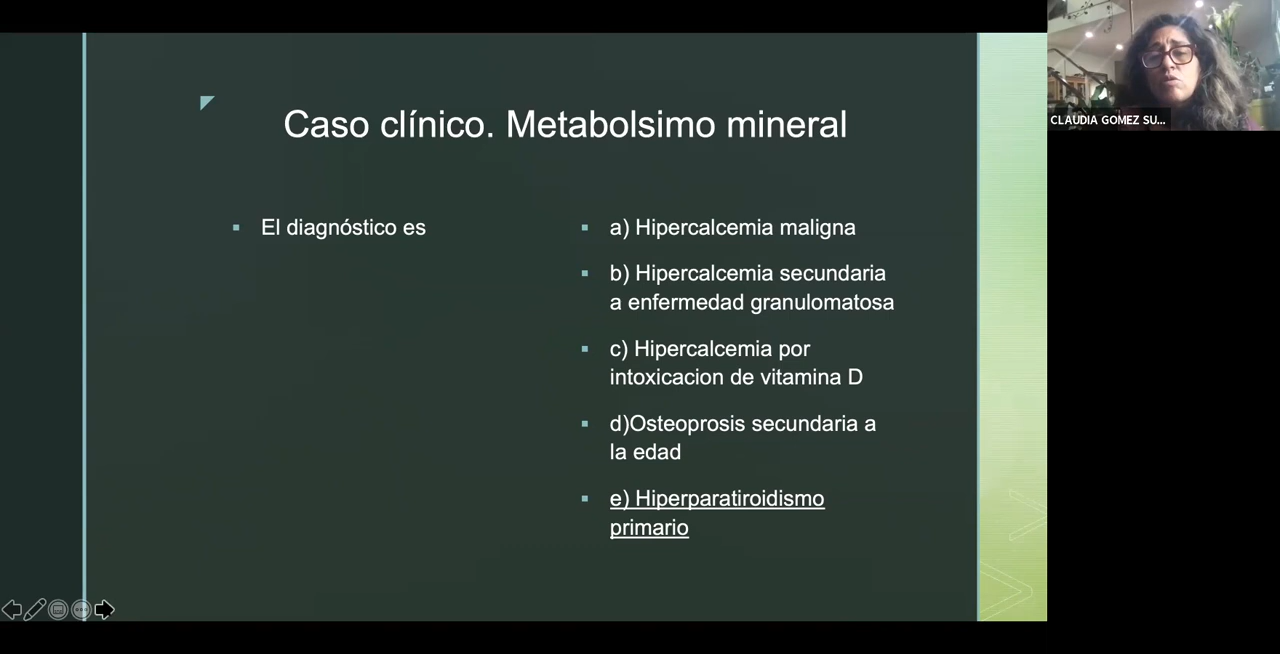 Caso clínico. Metabolsimo mineral
El diagnóstico es
a) Hipercalcemia maligna
b) Hipercalcemia secundaria
a enfermedad granulomatosa
c) Hipercalcemia por
intoxicacion de vitamina D
d)Osteoprosis secundaria a
la edad
e) Hiperparatiroidismo
primario
CLAUDIA GOMEZ SU...